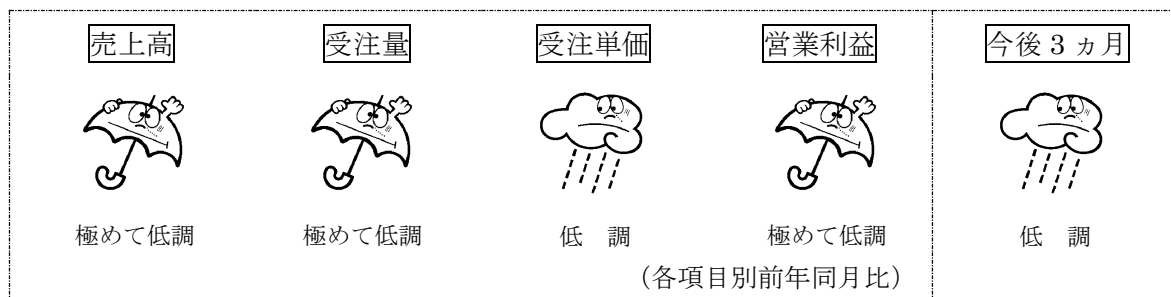 売上高 受注量 受注単価 営業利益 今後３ヵ月
極めて低調 極めて低調 低　調 極めて低調 低　調
（各項目別前年同月比）